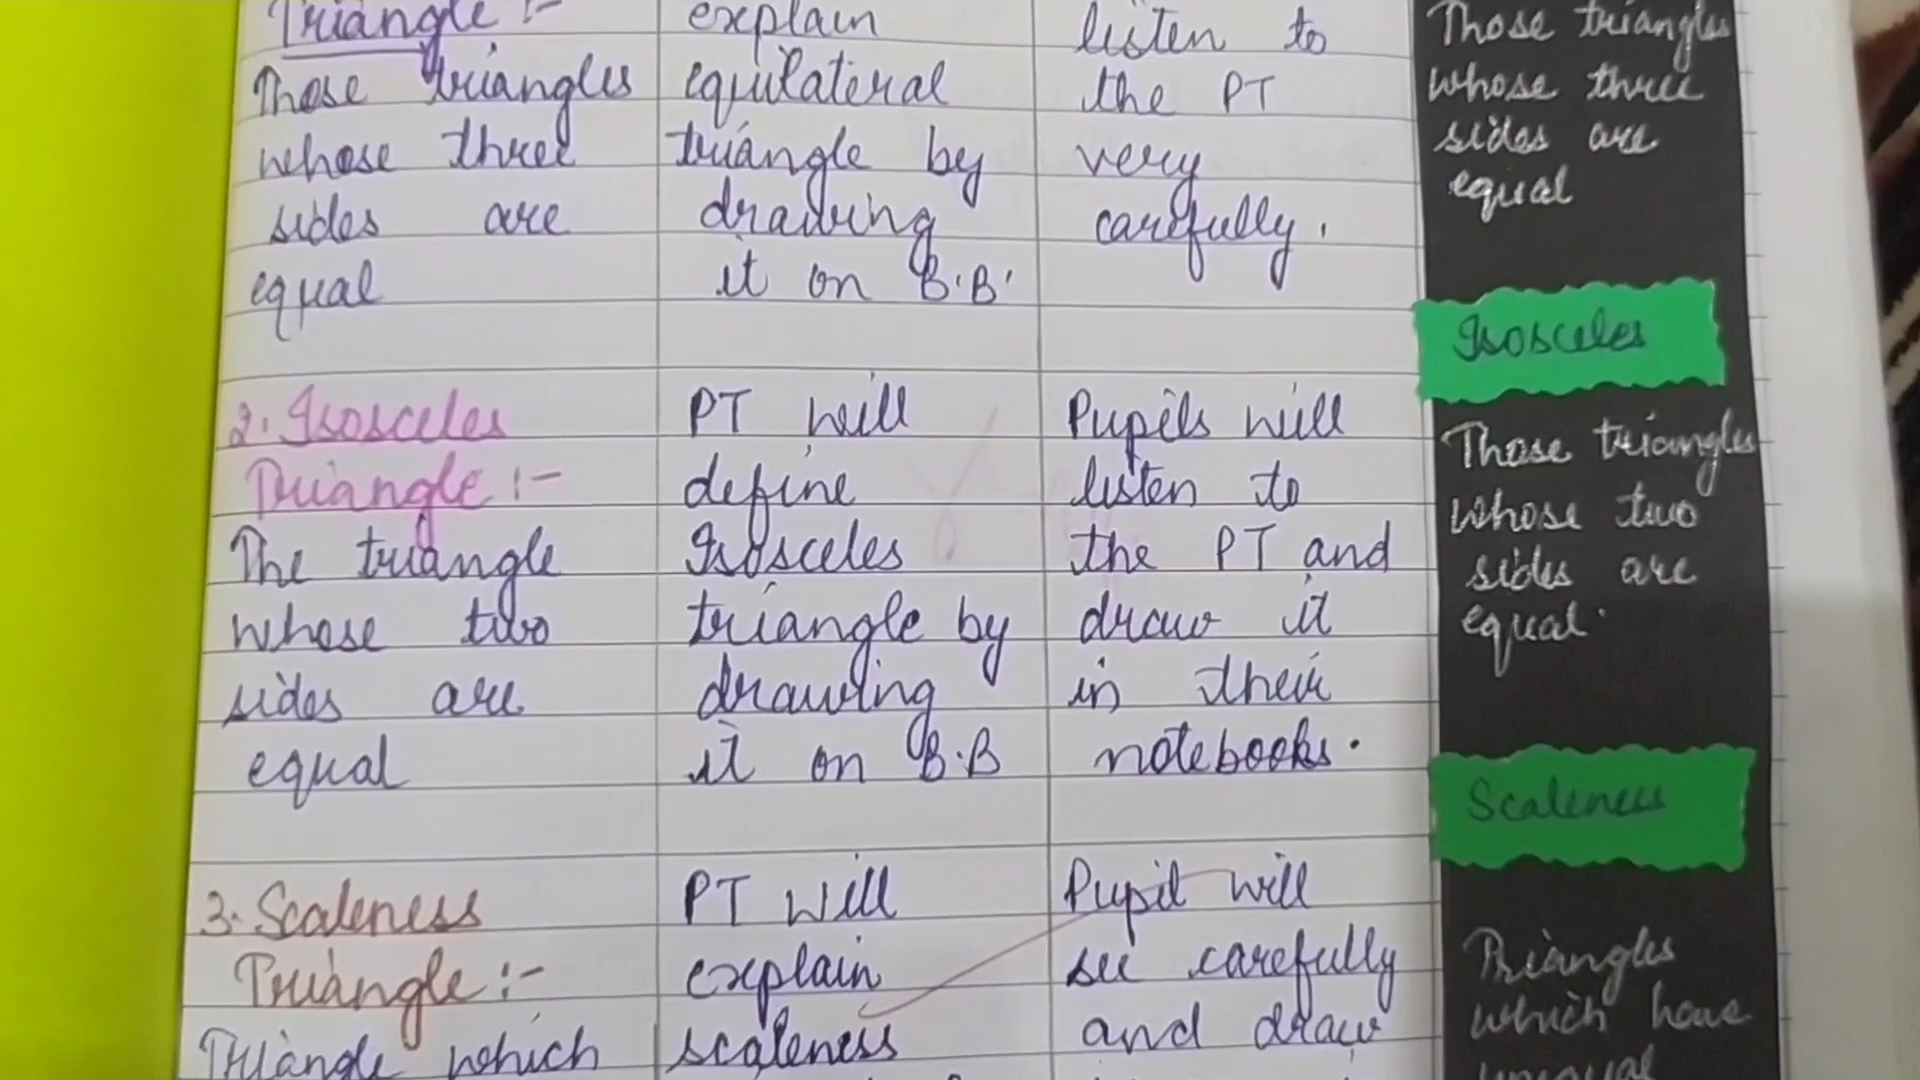 Triangle :-
Those triangles
whose three
sides are
equal
2. Isosceles
Triangle :-
The triangle
whose two
sides are
equal
3. Scaleness
Triangle :-
Triangle which
explain
equilateral
triangle by
drawing
it on B.B.
PT will
define
Isosceles
triangle by
drawing
it on B.B
PT will
explain
scaleness
listen to
the PT
very
carefully.
Pupils will
listen to
the PT and
draw it
in their
notebooks.
Pupil will
see carefully
and draw
Those triangles
whose three
sides are
equal
Isosceles
Those triangles
whose two
sides are
equal.
Scaleness
Triangles
which have
unequal